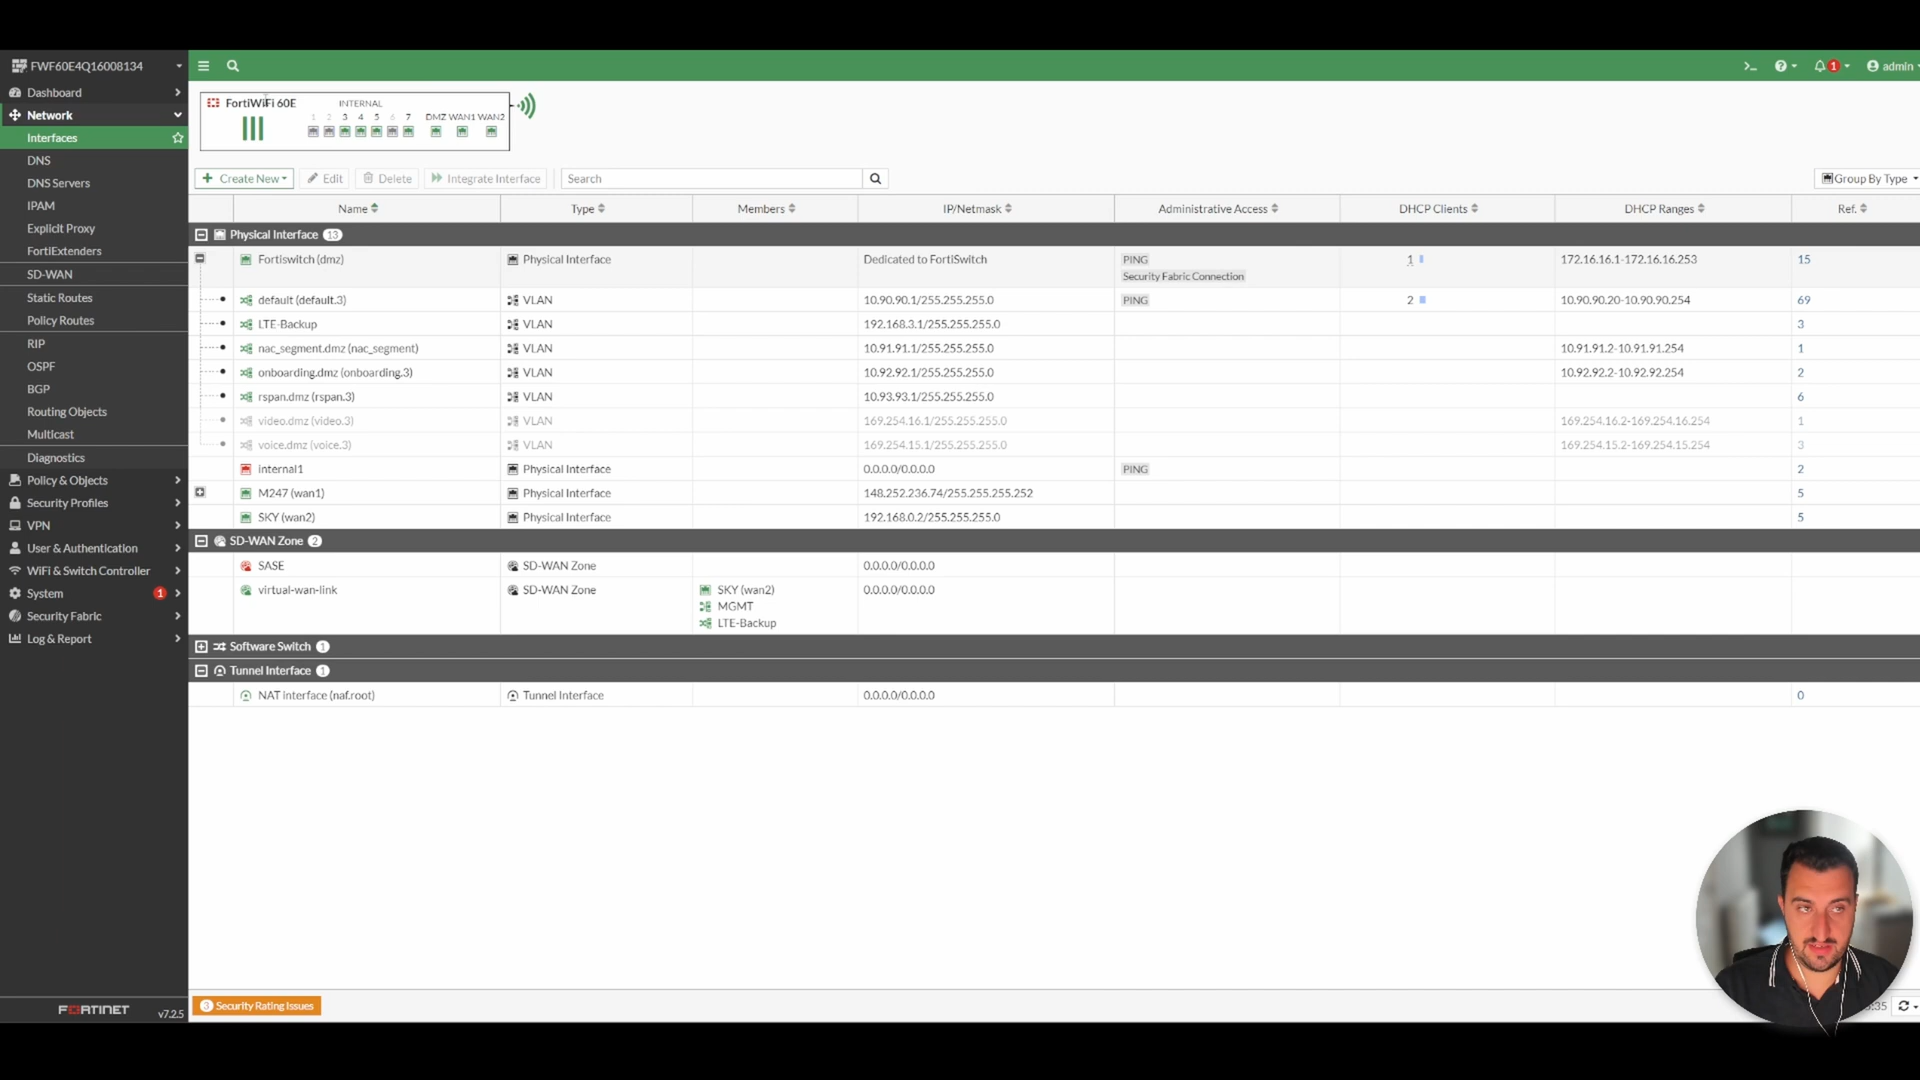 FWF60E4Q16008134
>_ 1 admin
Dashboard
Network
Interfaces
DNS
DNS Servers
IPAM
Explicit Proxy
FortiExtenders
SD-WAN
Static Routes
Policy Routes
RIP
OSPF
BGP
Routing Objects
Multicast
Diagnostics
Policy & Objects
Security Profiles
VPN
User & Authentication
WiFi & Switch Controller
System 1
Security Fabric
Log & Report
FORTINET v7.2.5
FortiWiFi 60E INTERNAL
1 2 3 4 5 6 7 DMZ WAN1 WAN2
+ Create New Edit Delete Integrate Interface Search Group By Type
Name Type Members IP/Netmask Administrative Access DHCP Clients DHCP Ranges Ref.
Physical Interface 13
Fortiswitch (dmz) Physical Interface Dedicated to FortiSwitch PING 1 172.16.16.1-172.16.16.253 15
Security Fabric Connection
default (default.3) VLAN 10.90.90.1/255.255.255.0 PING 2 10.90.90.20-10.90.90.254 69
LTE-Backup VLAN 192.168.3.1/255.255.255.0 3
nac_segment.dmz (nac_segment) VLAN 10.91.91.1/255.255.255.0 10.91.91.2-10.91.91.254 1
onboarding.dmz (onboarding.3) VLAN 10.92.92.1/255.255.255.0 10.92.92.2-10.92.92.254 2
rspan.dmz (rspan.3) VLAN 10.93.93.1/255.255.255.0 6
video.dmz (video.3) VLAN 169.254.16.1/255.255.255.0 169.254.16.2-169.254.16.254 1
voice.dmz (voice.3) VLAN 169.254.15.1/255.255.255.0 169.254.15.2-169.254.15.254 3
internal1 Physical Interface 0.0.0.0/0.0.0.0 PING 2
M247 (wan1) Physical Interface 148.252.236.74/255.255.255.252 5
SKY (wan2) Physical Interface 192.168.0.2/255.255.255.0 5
SD-WAN Zone 2
SASE SD-WAN Zone 0.0.0.0/0.0.0.0
virtual-wan-link SD-WAN Zone SKY (wan2) 0.0.0.0/0.0.0.0
MGMT
LTE-Backup
Software Switch 1
Tunnel Interface 1
NAT interface (naf.root) Tunnel Interface 0.0.0.0/0.0.0.0 0
3 Security Rating Issues
:35